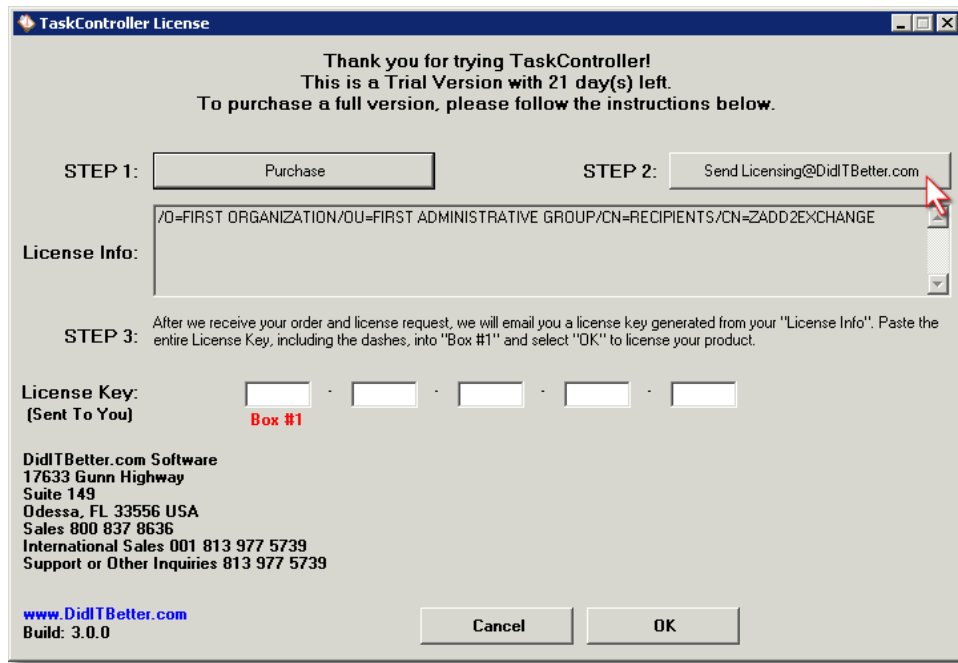 TaskController License
Thank you for trying TaskController!
This is a Trial Version with 21 day(s) left.
To purchase a full version, please follow the instructions below.
STEP 1: Purchase STEP 2: Send Licensing@DidITBetter.com
License Info: /O=FIRST ORGANIZATION/OU=FIRST ADMINISTRATIVE GROUP/CN=RECIPIENTS/CN=ZADD2EXCHANGE
STEP 3: After we receive your order and license request, we will email you a license key generated from your "License Info". Paste the
entire License Key, including the dashes, into "Box #1" and select "OK" to license your product.
License Key: - - - -
(Sent To You)
Box #1
DidITBetter.com Software
17633 Gunn Highway
Suite 149
Odessa, FL 33556 USA
Sales 800 837 8636
International Sales 001 813 977 5739
Support or Other Inquiries 813 977 5739
www.DidITBetter.com
Build: 3.0.0
Cancel OK